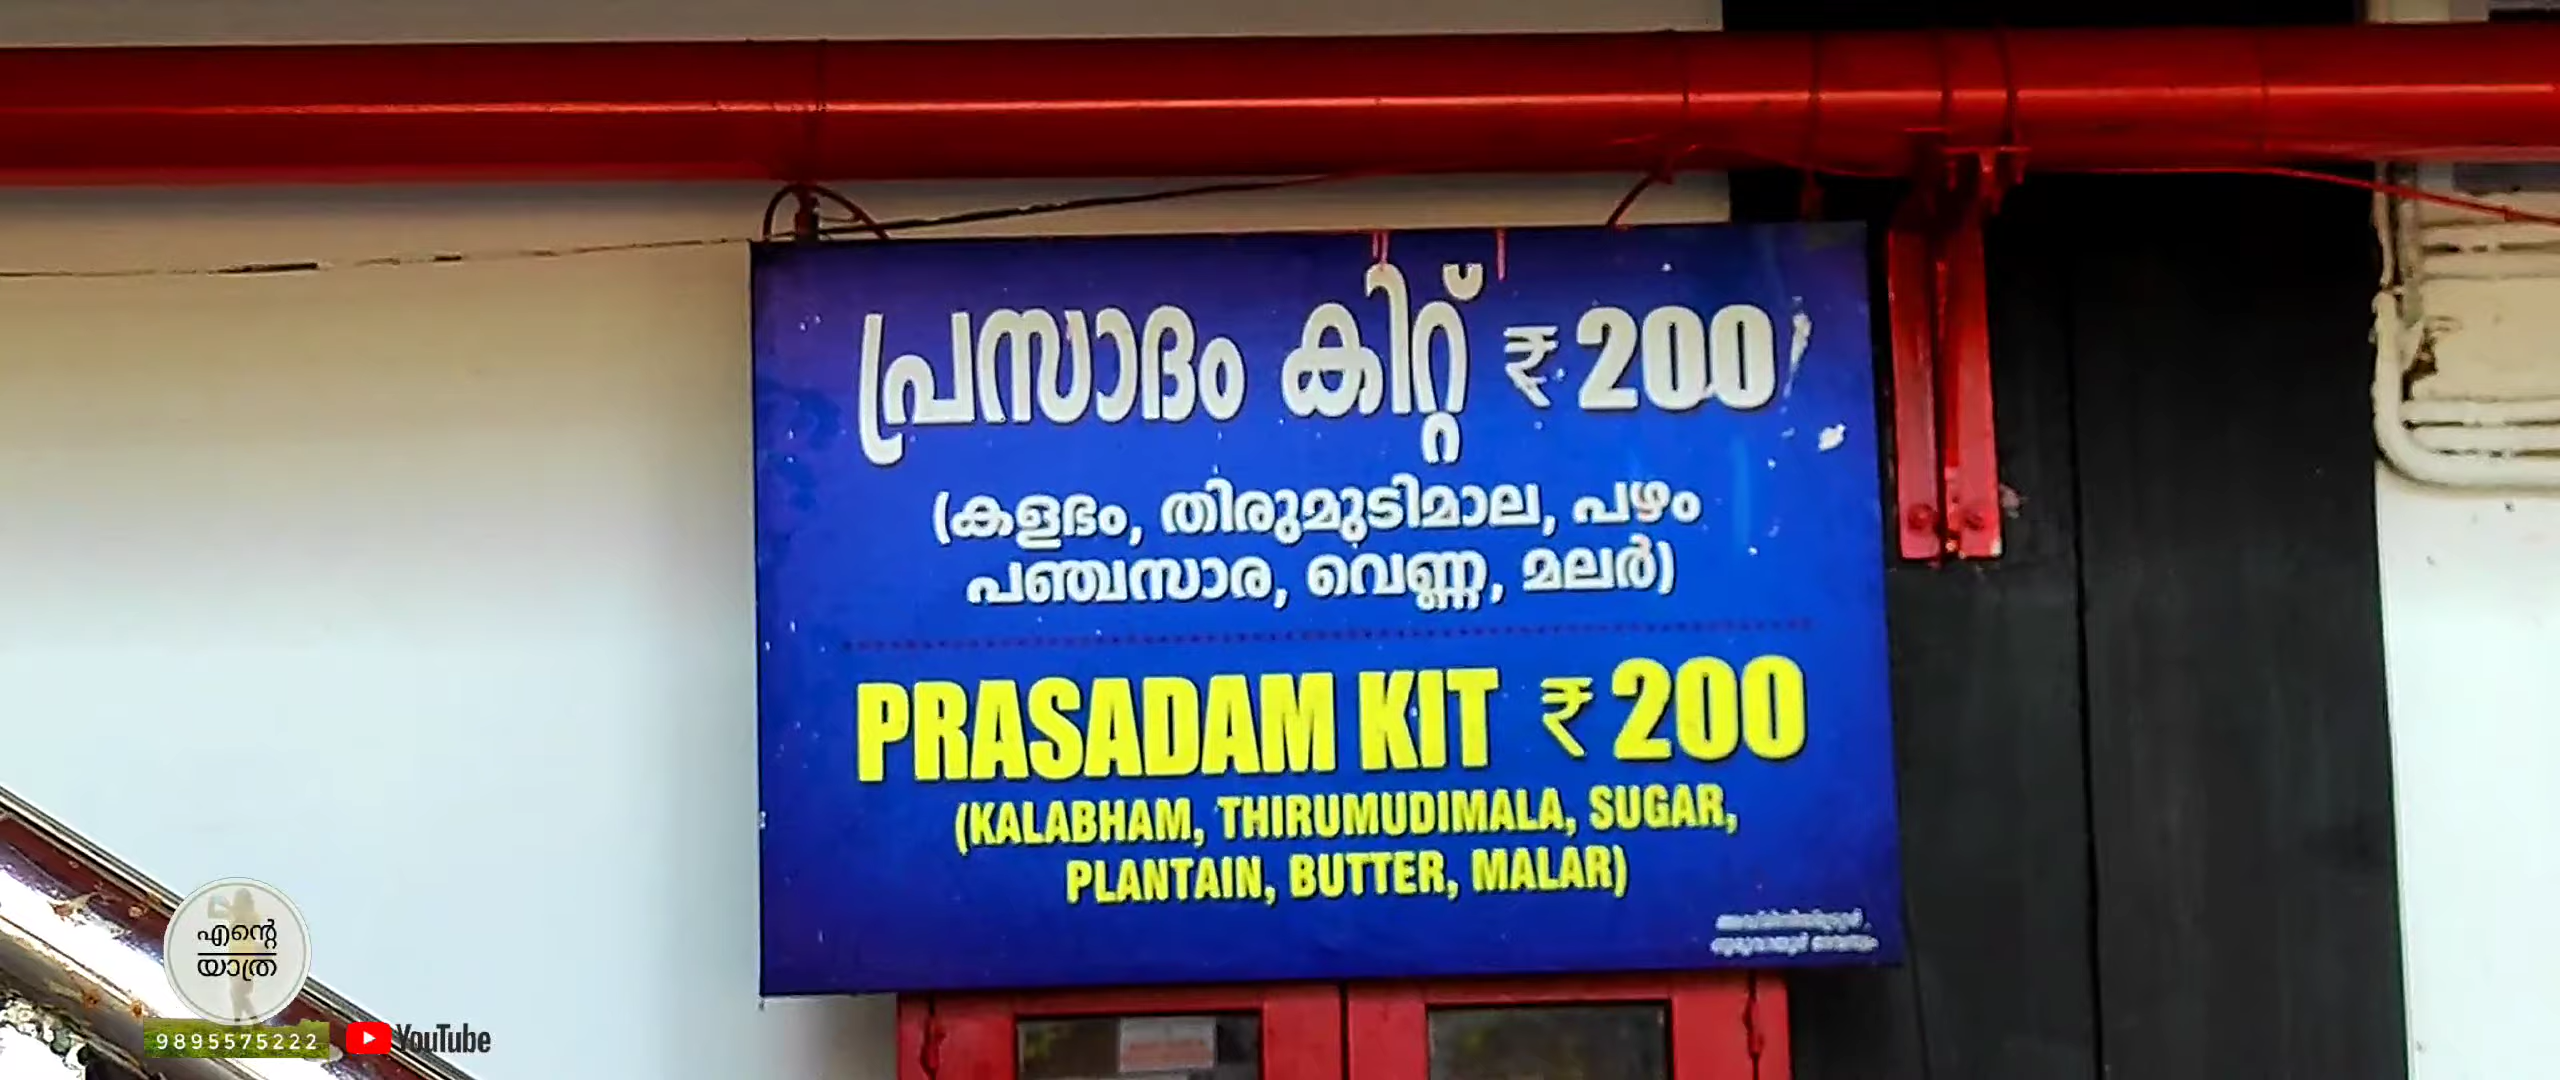 പ്രസാദം കിറ്റ് ₹ 200
(കളഭം, തിരുമുടിമാല, പഴം
പഞ്ചസാര, വെണ്ണ, മലർ)
PRASADAM KIT ₹ 200
(KALABHAM, THIRUMUDIMALA, SUGAR,
PLANTAIN, BUTTER, MALAR)
എന്റെ
യാത്ര
9895575222
YouTube